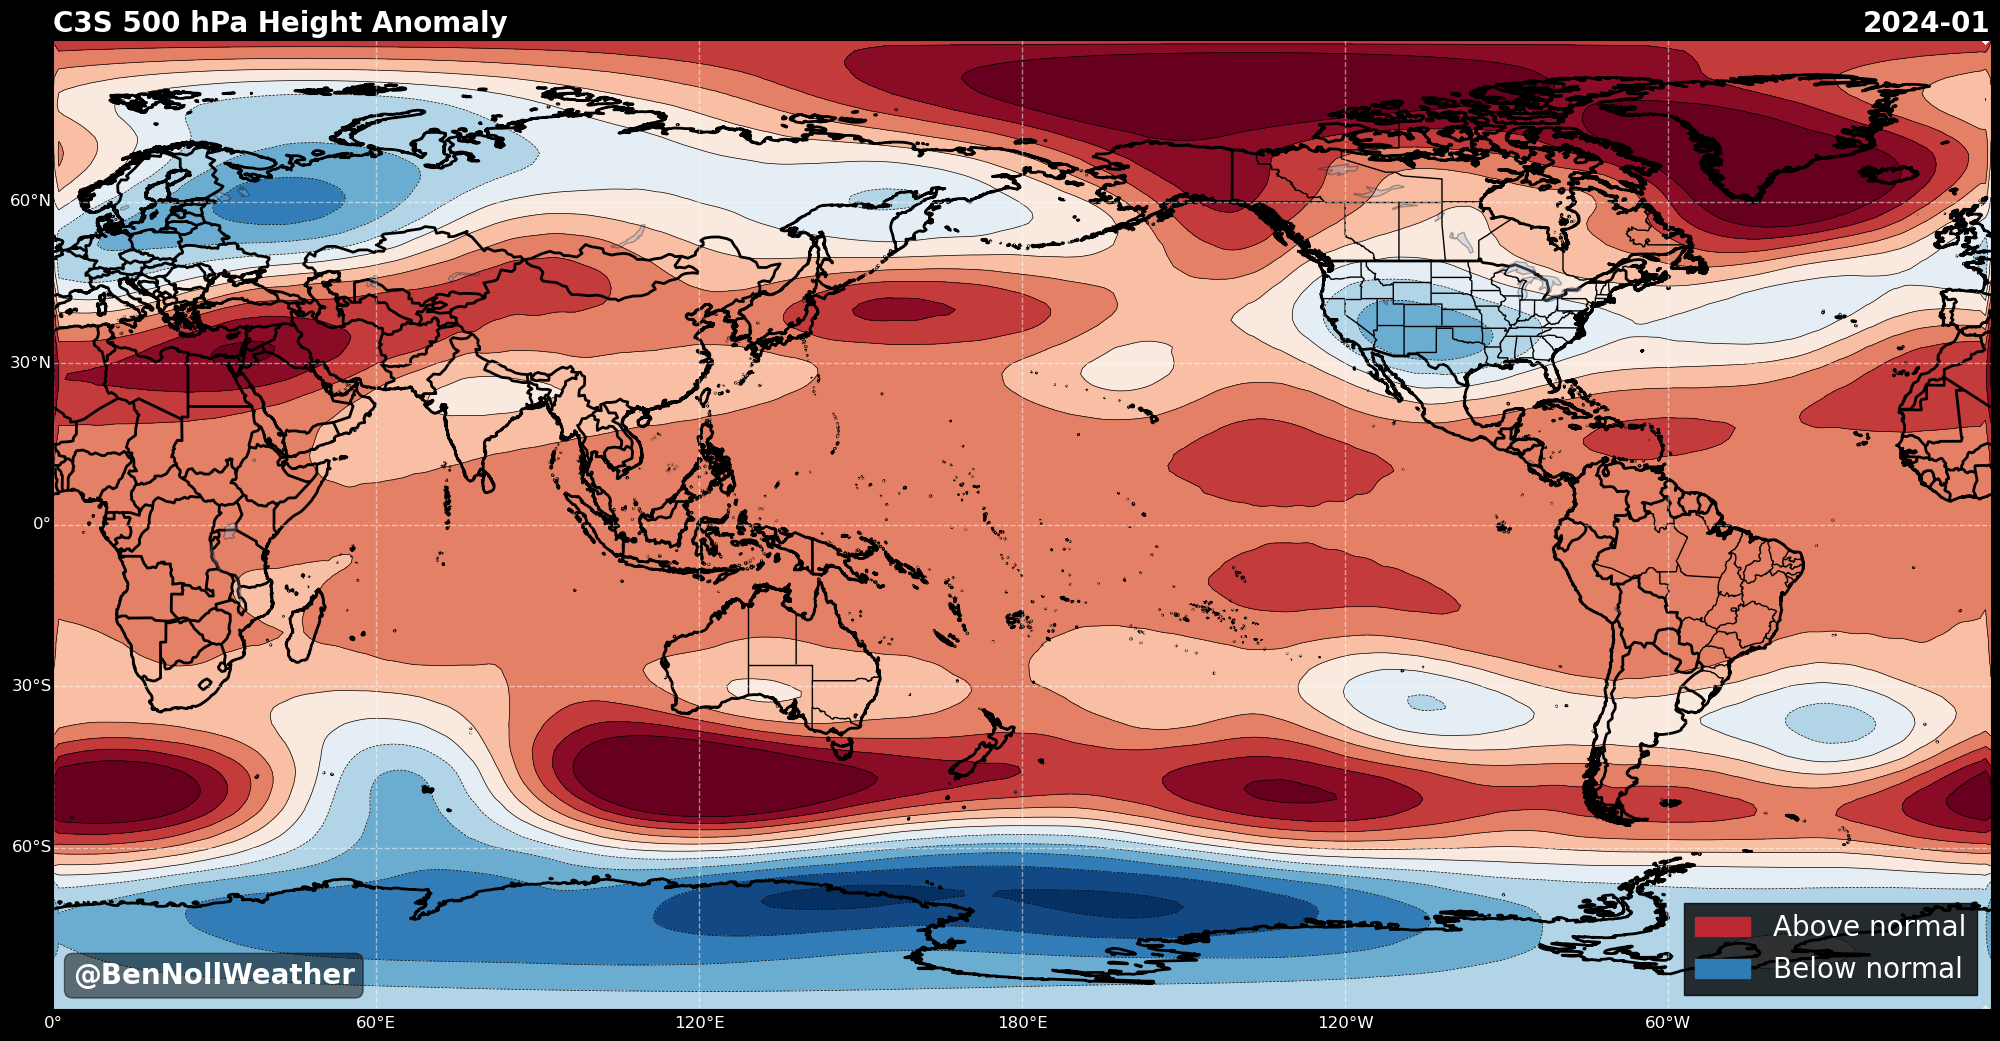 C3S 500 hPa Height Anomaly
2024-01
60°N
30°N
0°
30°S
60°S
Above normal
Below normal
@BenNollWeather
0°
60°E
120°E
180°E
120°W
60°W